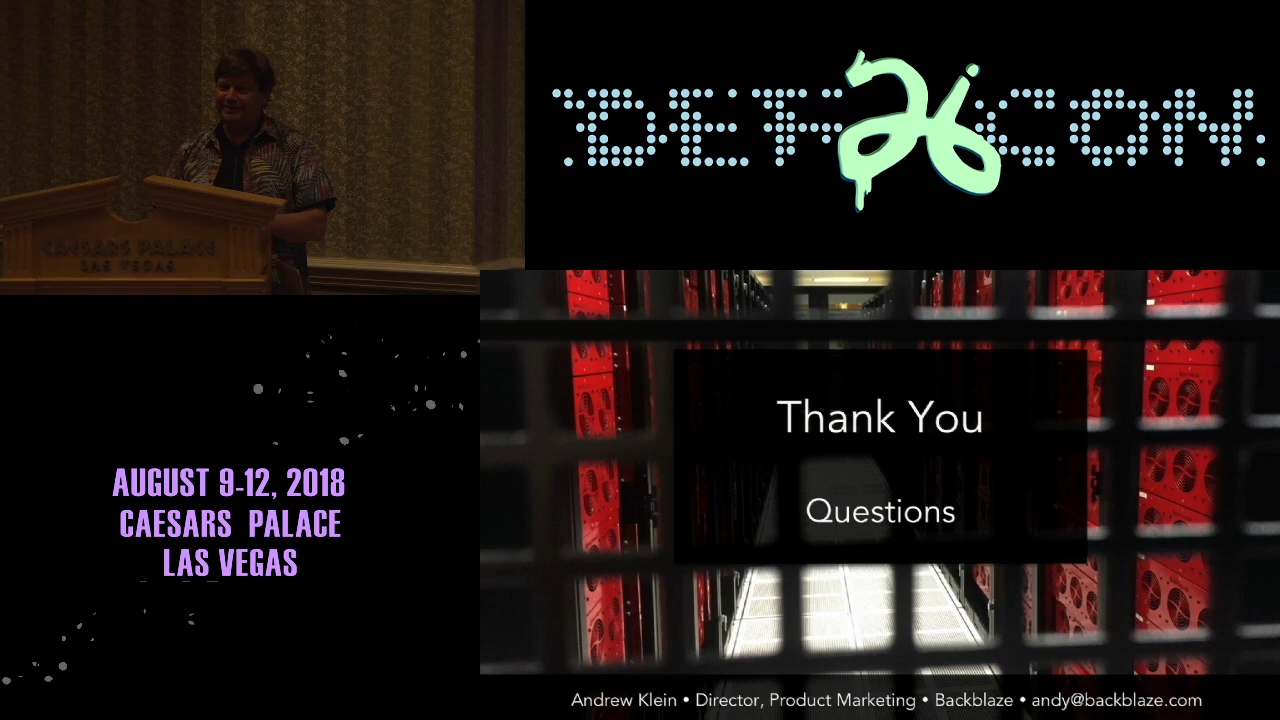 DEF CON
26
CAESARS PALACE
LAS VEGAS
Thank You
Questions
AUGUST 9-12, 2018
CAESARS PALACE
LAS VEGAS
Andrew Klein • Director, Product Marketing • Backblaze • andy@backblaze.com